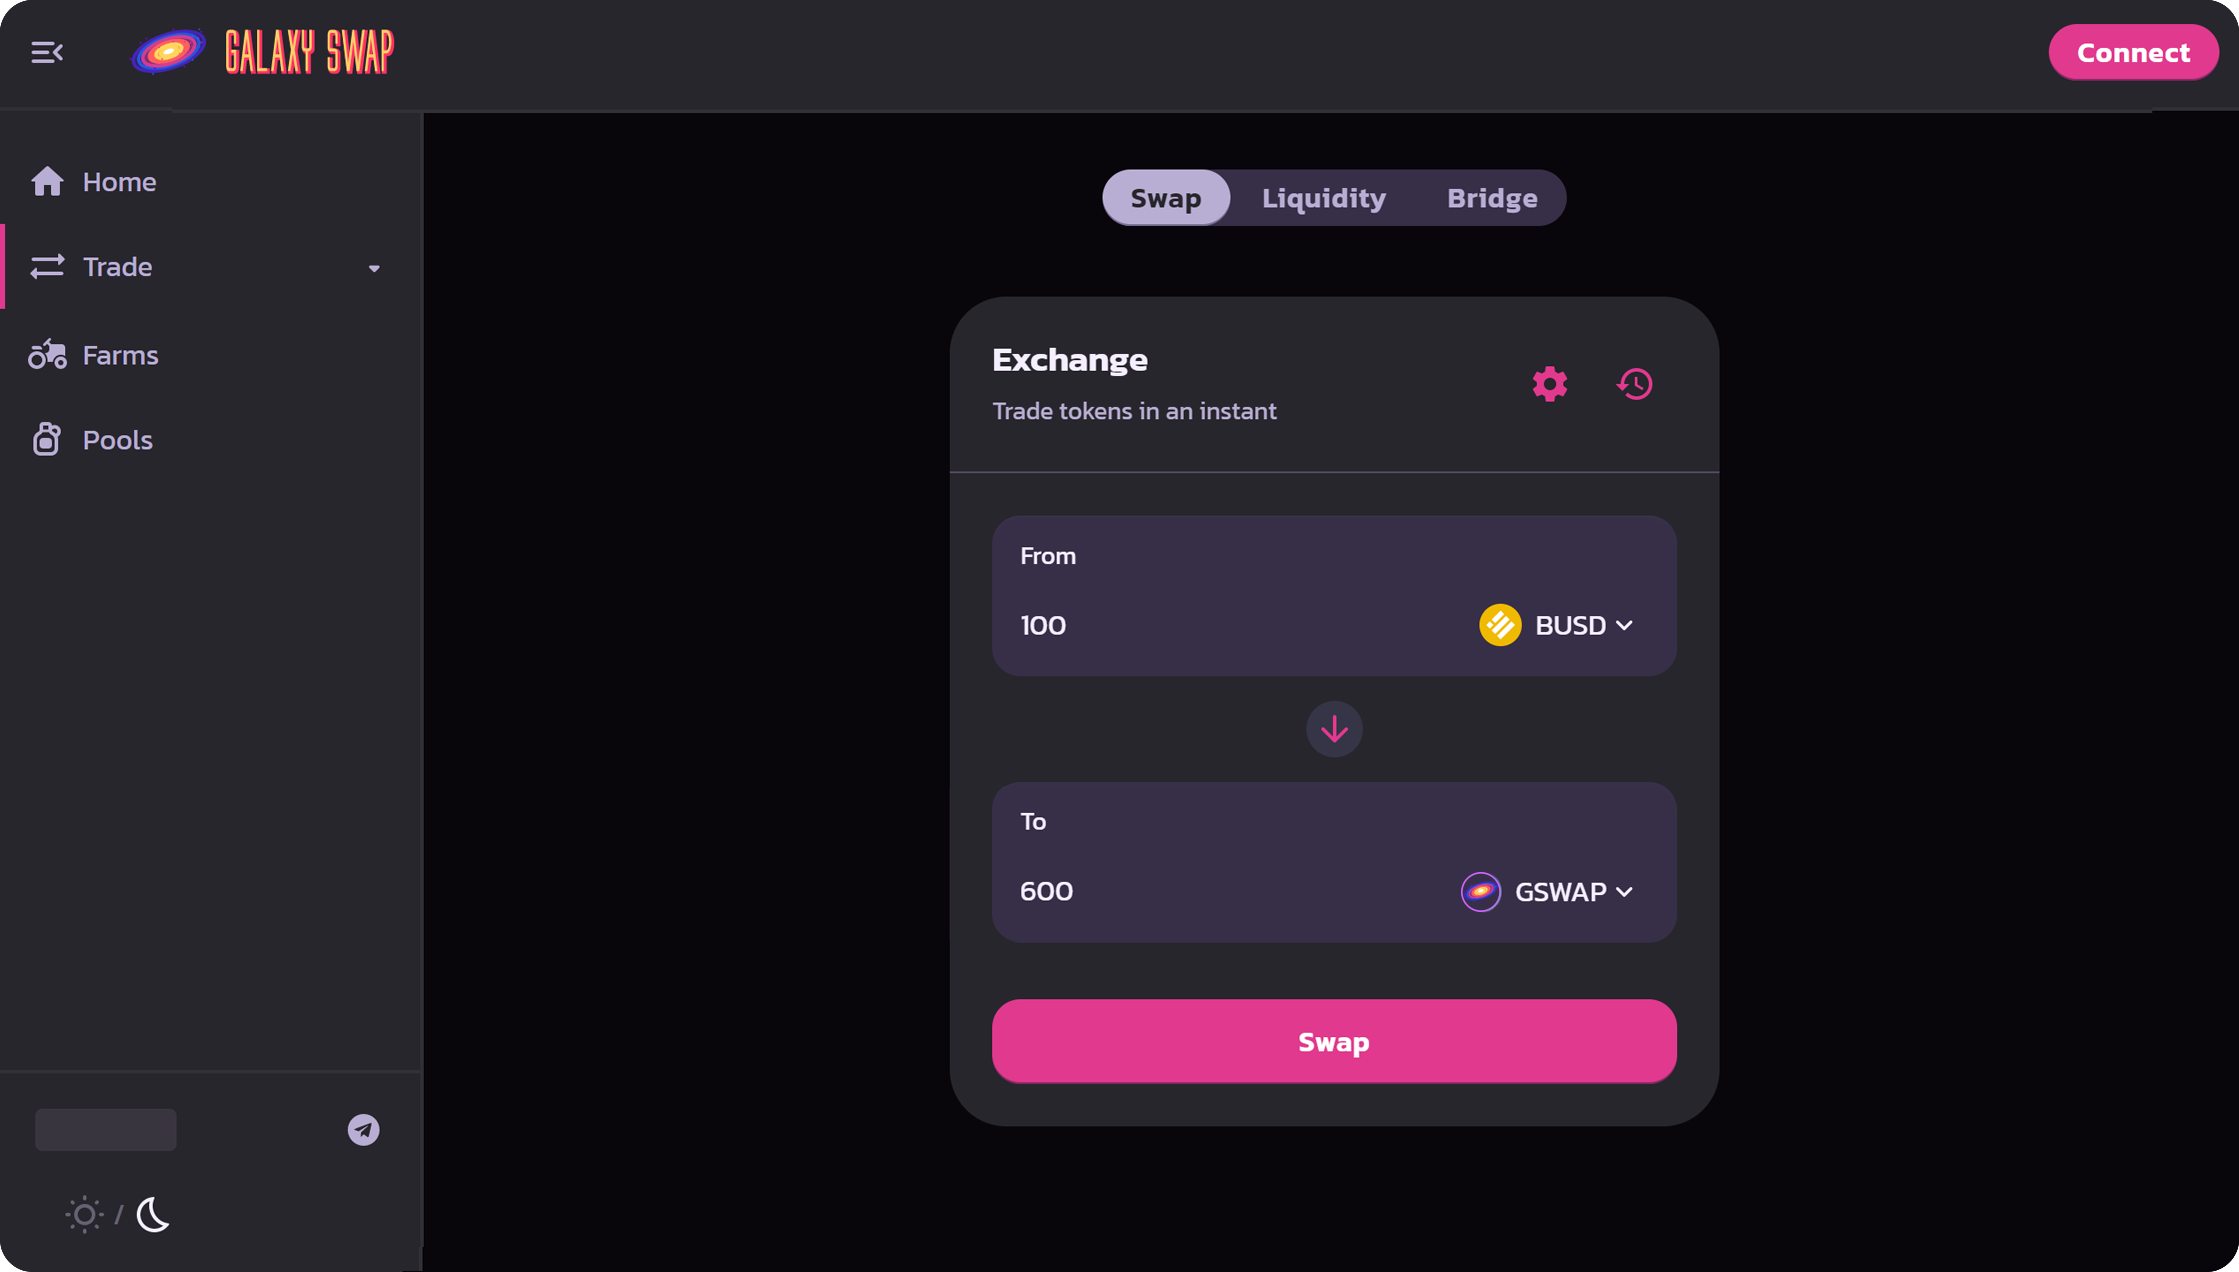 GALAXY SWAP
Connect
Home
Trade
Farms
Pools
Swap Liquidity Bridge
Exchange
Trade tokens in an instant
From
100 BUSD
To
600 GSWAP
Swap
/